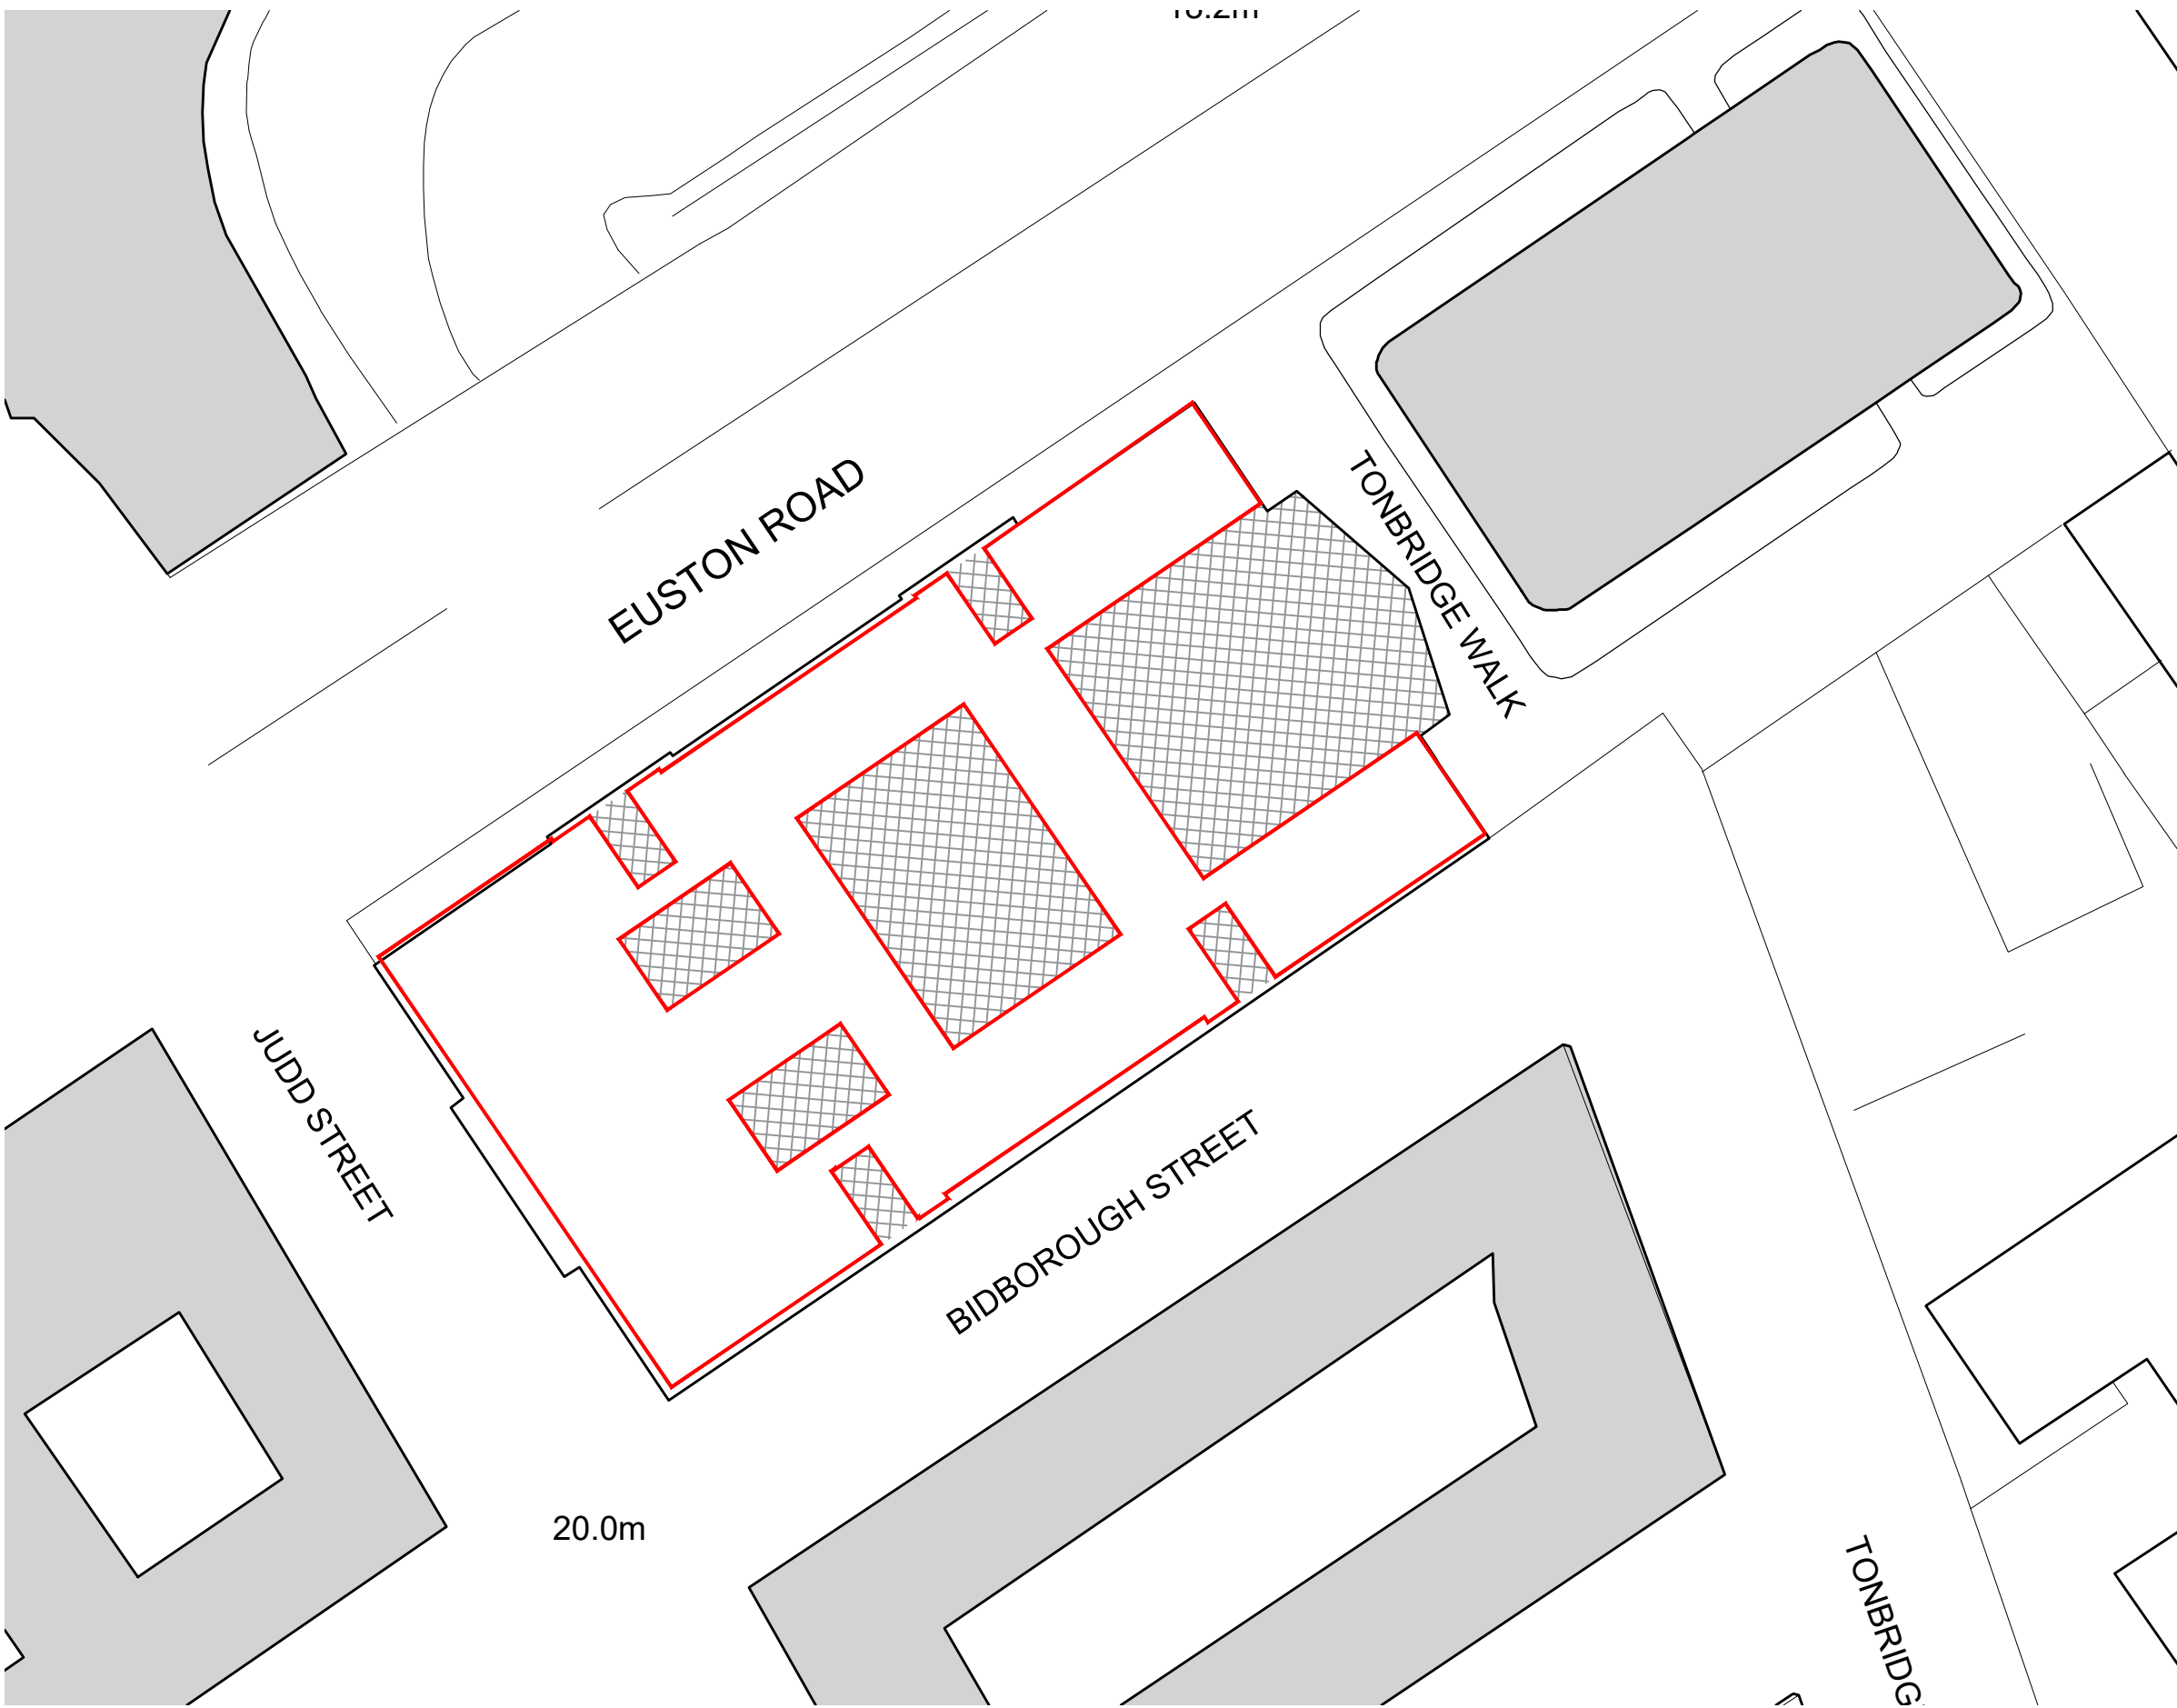 EUSTON ROAD
TONBRIDGE WALK
JUDD STREET
BIDBOROUGH STREET
20.0m